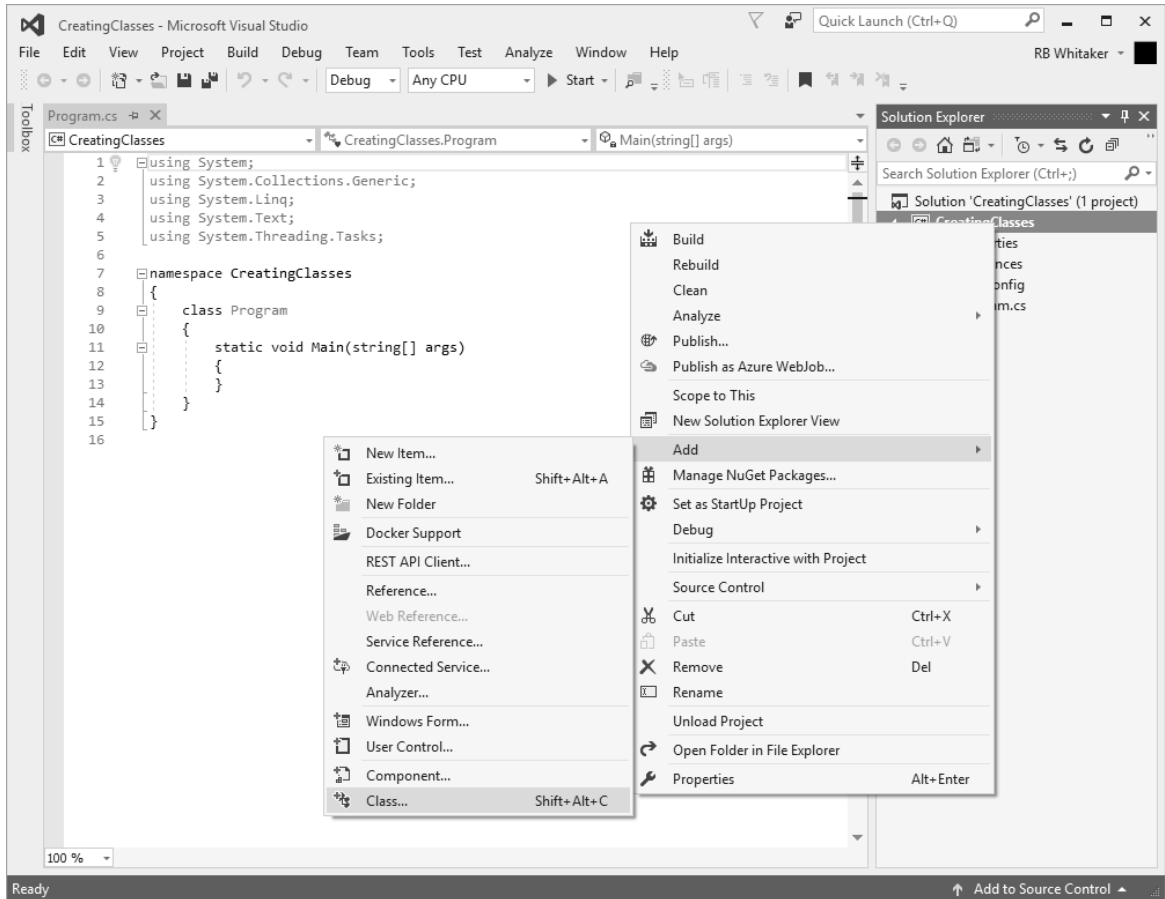 CreatingClasses - Microsoft Visual Studio
Quick Launch (Ctrl+Q)
File Edit View Project Build Debug Team Tools Test Analyze Window Help
RB Whitaker
Debug Any CPU Start
Toolbox
Program.cs
CreatingClasses CreatingClasses.Program Main(string[] args)
1 using System;
2 using System.Collections.Generic;
3 using System.Linq;
4 using System.Text;
5 using System.Threading.Tasks;
6
7 namespace CreatingClasses
8 {
9 class Program
10 {
11 static void Main(string[] args)
12 {
13 }
14 }
15 }
16
100 %
Solution Explorer
Search Solution Explorer (Ctrl+;)
Solution 'CreatingClasses' (1 project)
C# CreatingClasses
rties
nces
onfig
m.cs
Build
Rebuild
Clean
Analyze
Publish...
Publish as Azure WebJob...
Scope to This
New Solution Explorer View
Add
Manage NuGet Packages...
Set as StartUp Project
Debug
Initialize Interactive with Project
Source Control
Cut Ctrl+X
Paste Ctrl+V
Remove Del
Rename
Unload Project
Open Folder in File Explorer
Properties Alt+Enter
New Item...
Existing Item... Shift+Alt+A
New Folder
Docker Support
REST API Client...
Reference...
Web Reference...
Service Reference...
Connected Service...
Analyzer...
Windows Form...
User Control...
Component...
Class... Shift+Alt+C
Ready
Add to Source Control